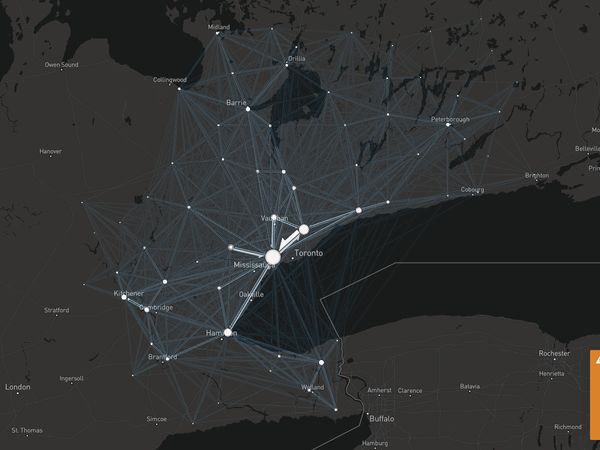 Midland
Owen Sound
Orillia
Collingwood
Barrie
Peterborough
Hanover
Belleville
Brighton
Cobourg
Vaughan
Toronto
Mississauga
Kitchener
Oakville
Cambridge
Stratford
Hamilton
Brantford
Rochester
Henrietta
London
Ingersoll
Welland
Amherst
Clarence
Batavia
Simcoe
Buffalo
St. Thomas
Richmond
Hamburg